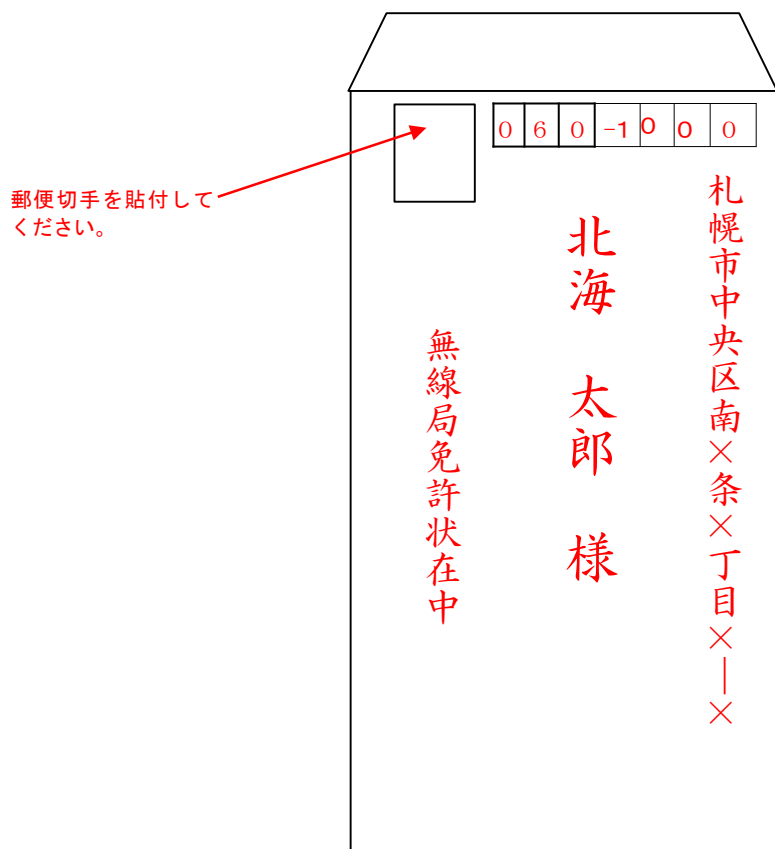 060-1000
郵便切手を貼付して
ください。
札幌市中央区南×条×丁目×―×
北海　太郎　様
無線局免許状在中